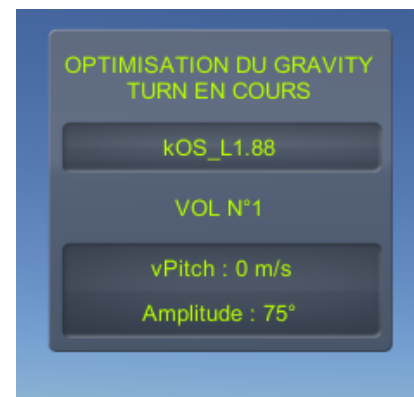 OPTIMISATION DU GRAVITY
TURN EN COURS
kOS_L1.88
VOL N°1
vPitch : 0 m/s
Amplitude : 75°